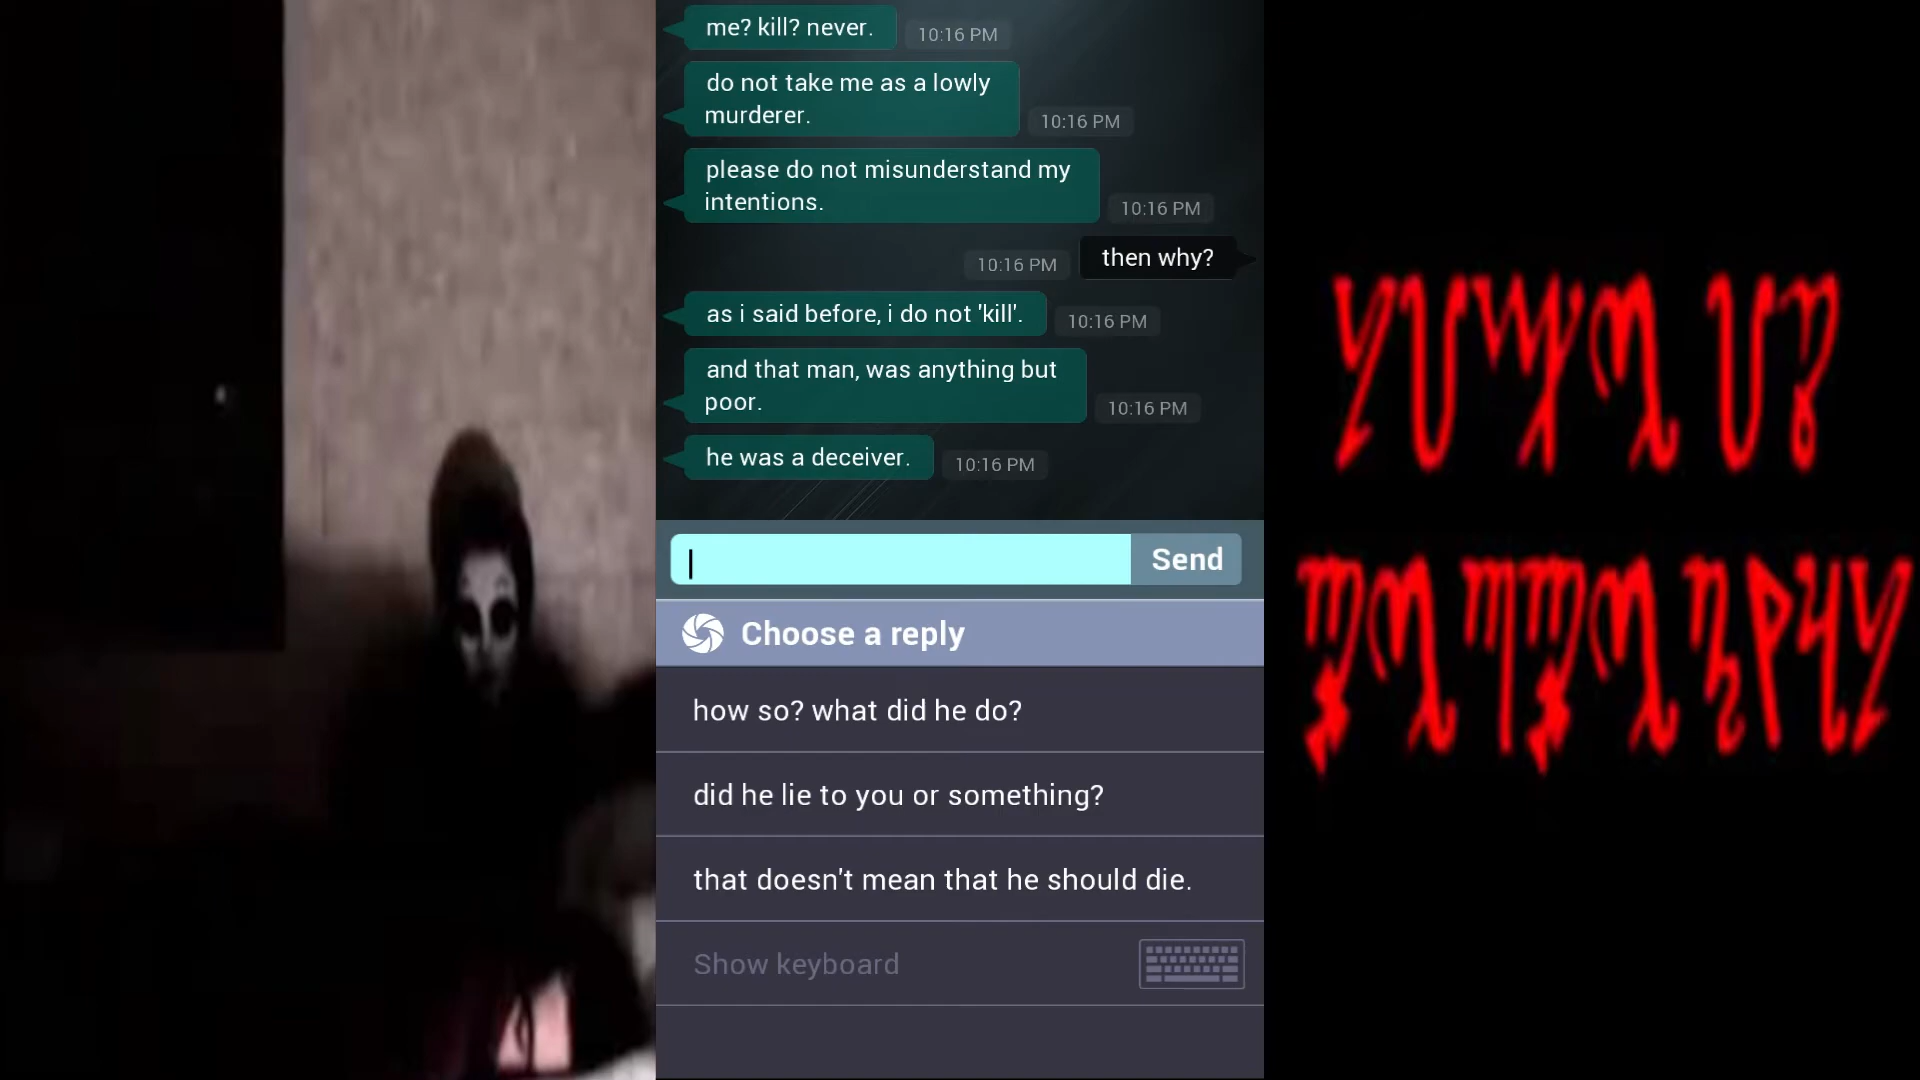 me? kill? never.
10:16 PM
do not take me as a lowly
murderer.
10:16 PM
please do not misunderstand my
intentions.
10:16 PM
10:16 PM
then why?
as i said before, i do not 'kill'.
10:16 PM
and that man, was anything but
poor.
10:16 PM
he was a deceiver.
10:16 PM
Send
Choose a reply
how so? what did he do?
did he lie to you or something?
that doesn't mean that he should die.
Show keyboard